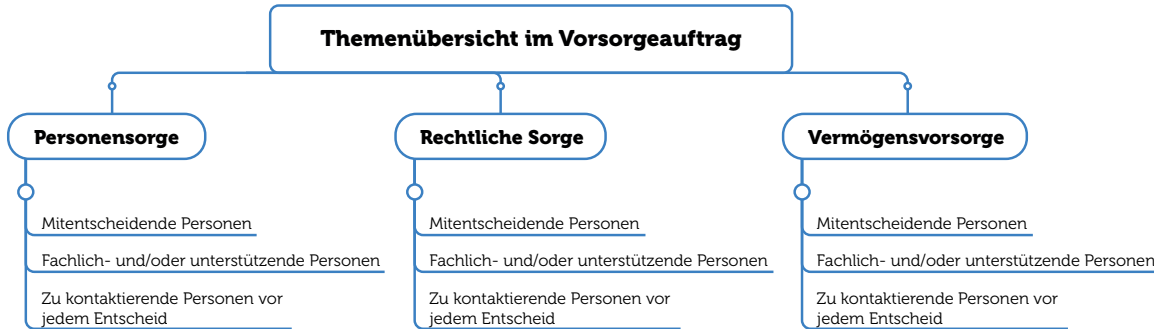 Themenübersicht im Vorsorgeauftrag
Personensorge
Mitentscheidende Personen
Fachlich- und/oder unterstützende Personen
Zu kontaktierende Personen vor
jedem Entscheid
Rechtliche Sorge
Mitentscheidende Personen
Fachlich- und/oder unterstützende Personen
Zu kontaktierende Personen vor
jedem Entscheid
Vermögensvorsorge
Mitentscheidende Personen
Fachlich- und/oder unterstützende Personen
Zu kontaktierende Personen vor
jedem Entscheid